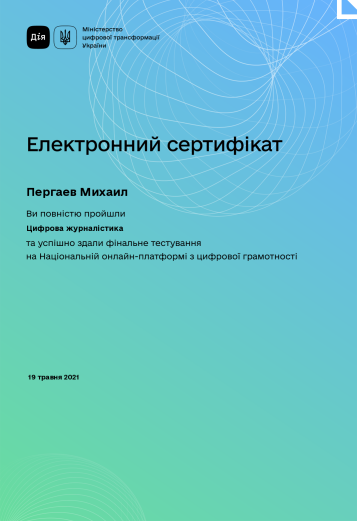 Дія
Міністерство
цифрової трансформації
України
Електронний сертифікат
Пергаев Михаил
Ви повністю пройшли
Цифрова журналістика
та успішно здали фінальне тестування
на Національній онлайн-платформі з цифрової грамотності
19 травня 2021